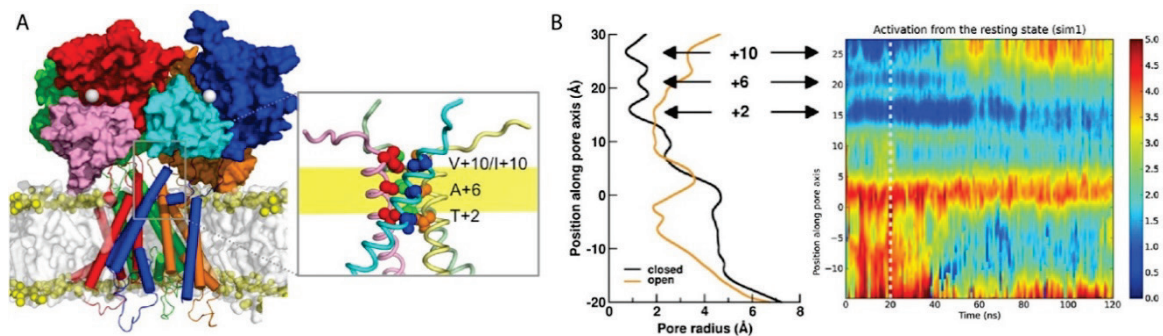 A
V+10/I+10
A+6
T+2
B
Position along pore axis (Å)
30
20
10
0
-10
-20
+10
+6
+2
closed
open
0 2 4 6 8
Pore radius (Å)
Activation from the resting state (sim1)
Position along pore axis
25
20
15
10
5
0
−5
−10
0 20 40 60 80 100 120
Time (ns)
5.0
4.5
4.0
3.5
3.0
2.5
2.0
1.5
1.0
0.5
0.0